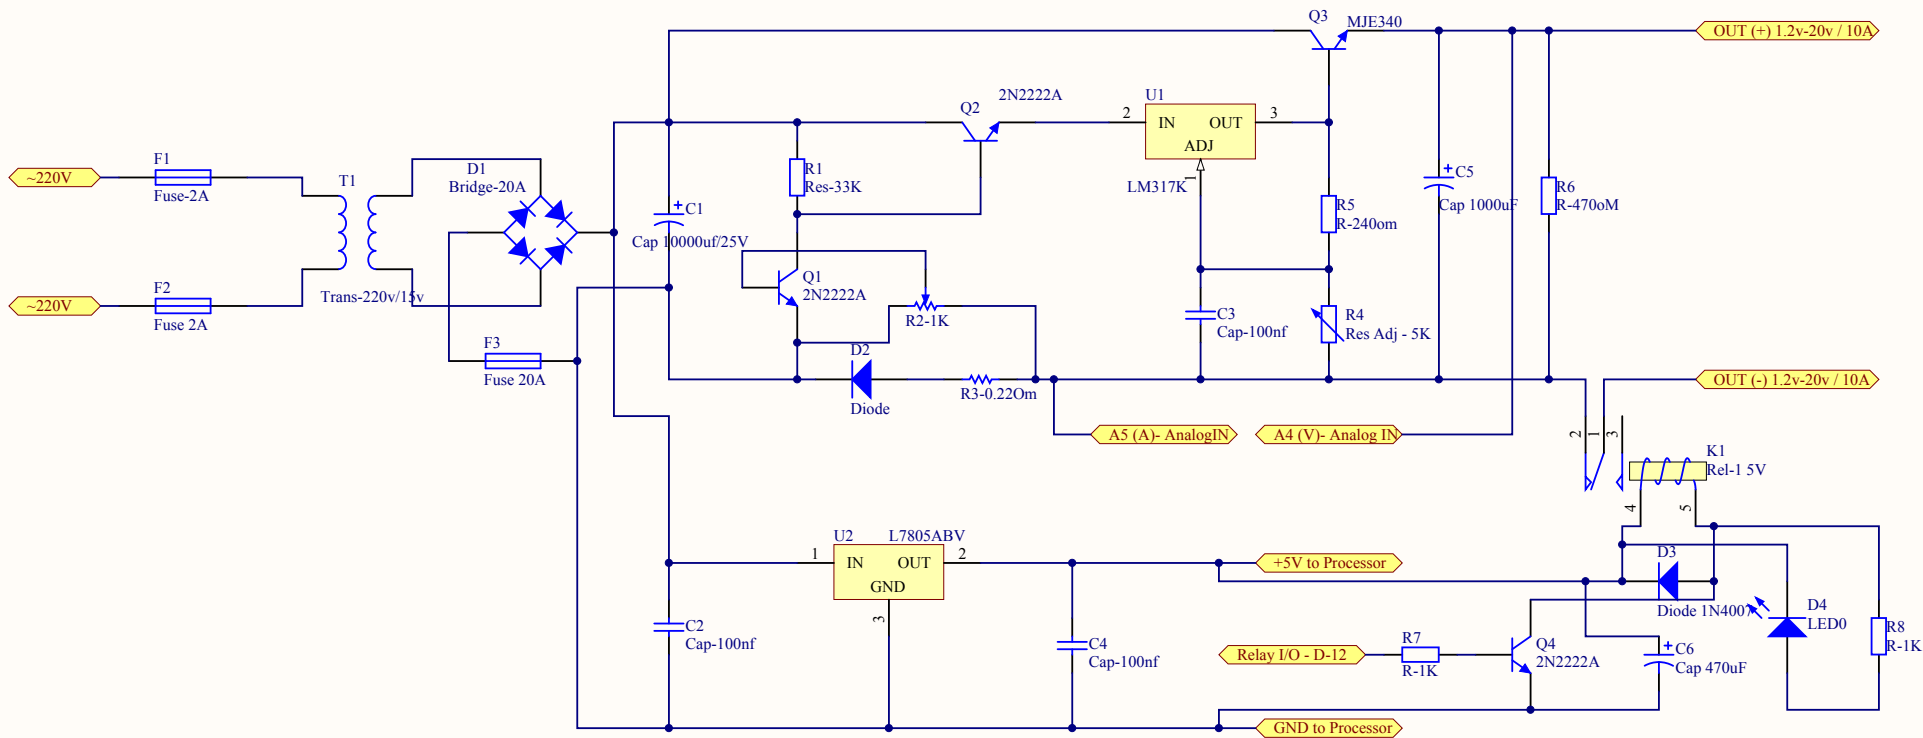 Q3
MJE340
OUT (+) 1.2v-20v / 10A
2N2222A
Q2
U1
2
IN
OUT
3
ADJ
1
LM317K
F1
~220V
Fuse-2A
T1
D1
Bridge-20A
R1
Res-33K
C1
Cap 10000uf/25V
C5
Cap 1000uF
R6
R-470oM
R5
R-240om
Q1
2N2222A
F2
~220V
Fuse 2A
Trans-220v/15v
R2-1K
C3
Cap-100nf
R4
Res Adj - 5K
F3
Fuse 20A
D2
Diode
R3-0.22Om
OUT (-) 1.2v-20v / 10A
A5 (A)- AnalogIN
A4 (V)- Analog IN
2
1
3
K1
Rel-1 5V
4
5
U2
L7805ABV
1
IN
OUT
2
GND
3
+5V to Processor
D3
Diode 1N4007
D4
LED0
C2
Cap-100nf
C4
Cap-100nf
Relay I/O - D-12
R7
R-1K
Q4
2N2222A
C6
Cap 470uF
R8
R-1K
GND to Processor